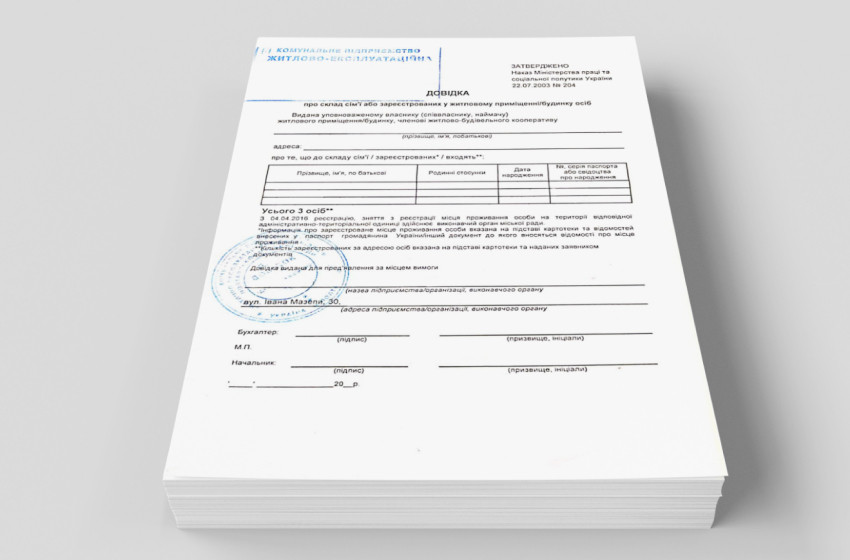 КОМУНАЛЬНЕ ПІДПРИЄМСТВО
ЖИТЛОВО-ЕКСПЛУАТАЦІЙНА
ЗАТВЕРДЖЕНО
Наказ Міністерства праці та
соціальної політики України
22.07.2003 № 204
ДОВІДКА
про склад сім'ї або зареєстрованих у житловому приміщенні/будинку осіб
Видана уповноваженому власнику (співвласнику, наймачу)
житлового приміщення/будинку, членові житлово-будівельного кооперативу
(прізвище, ім'я, побатькові)
адреса:
про те, що до складу сім'ї / зареєстрованих* / входять**:
Прізвище, ім'я, по батькові Родинні стосунки Дата народження №, серія паспорта або свідоцтва про народження
Усього 3 осіб**
З 04.04.2016 реєстрацію, зняття з реєстрації місця проживання особи на території відповідної
адміністративно-територіальної одиниці здійснює виконавчий орган міської ради.
*Інформація про зареєстроване місце проживання особи вказана на підставі картотеки та відомостей
внесених у паспорт громадянина України/інший документ до якого вносяться відомості про місце
проживання.
**Кількість зареєстрованих за адресою осіб вказана на підставі картотеки та наданих заявником
документів
Довідка видана для пред'явлення за місцем вимоги
(назва підприємства/організації, виконавчого органу
вул. Івана Мазепи, 30,
(адреса підприємства/організації, виконавчого органу
УКРАЇНА
Бухгалтер:
(підпис) (призвище, ініціали)
М.П.
Начальник:
(підпис) (призвище, ініціали)
"____"______________20__р.